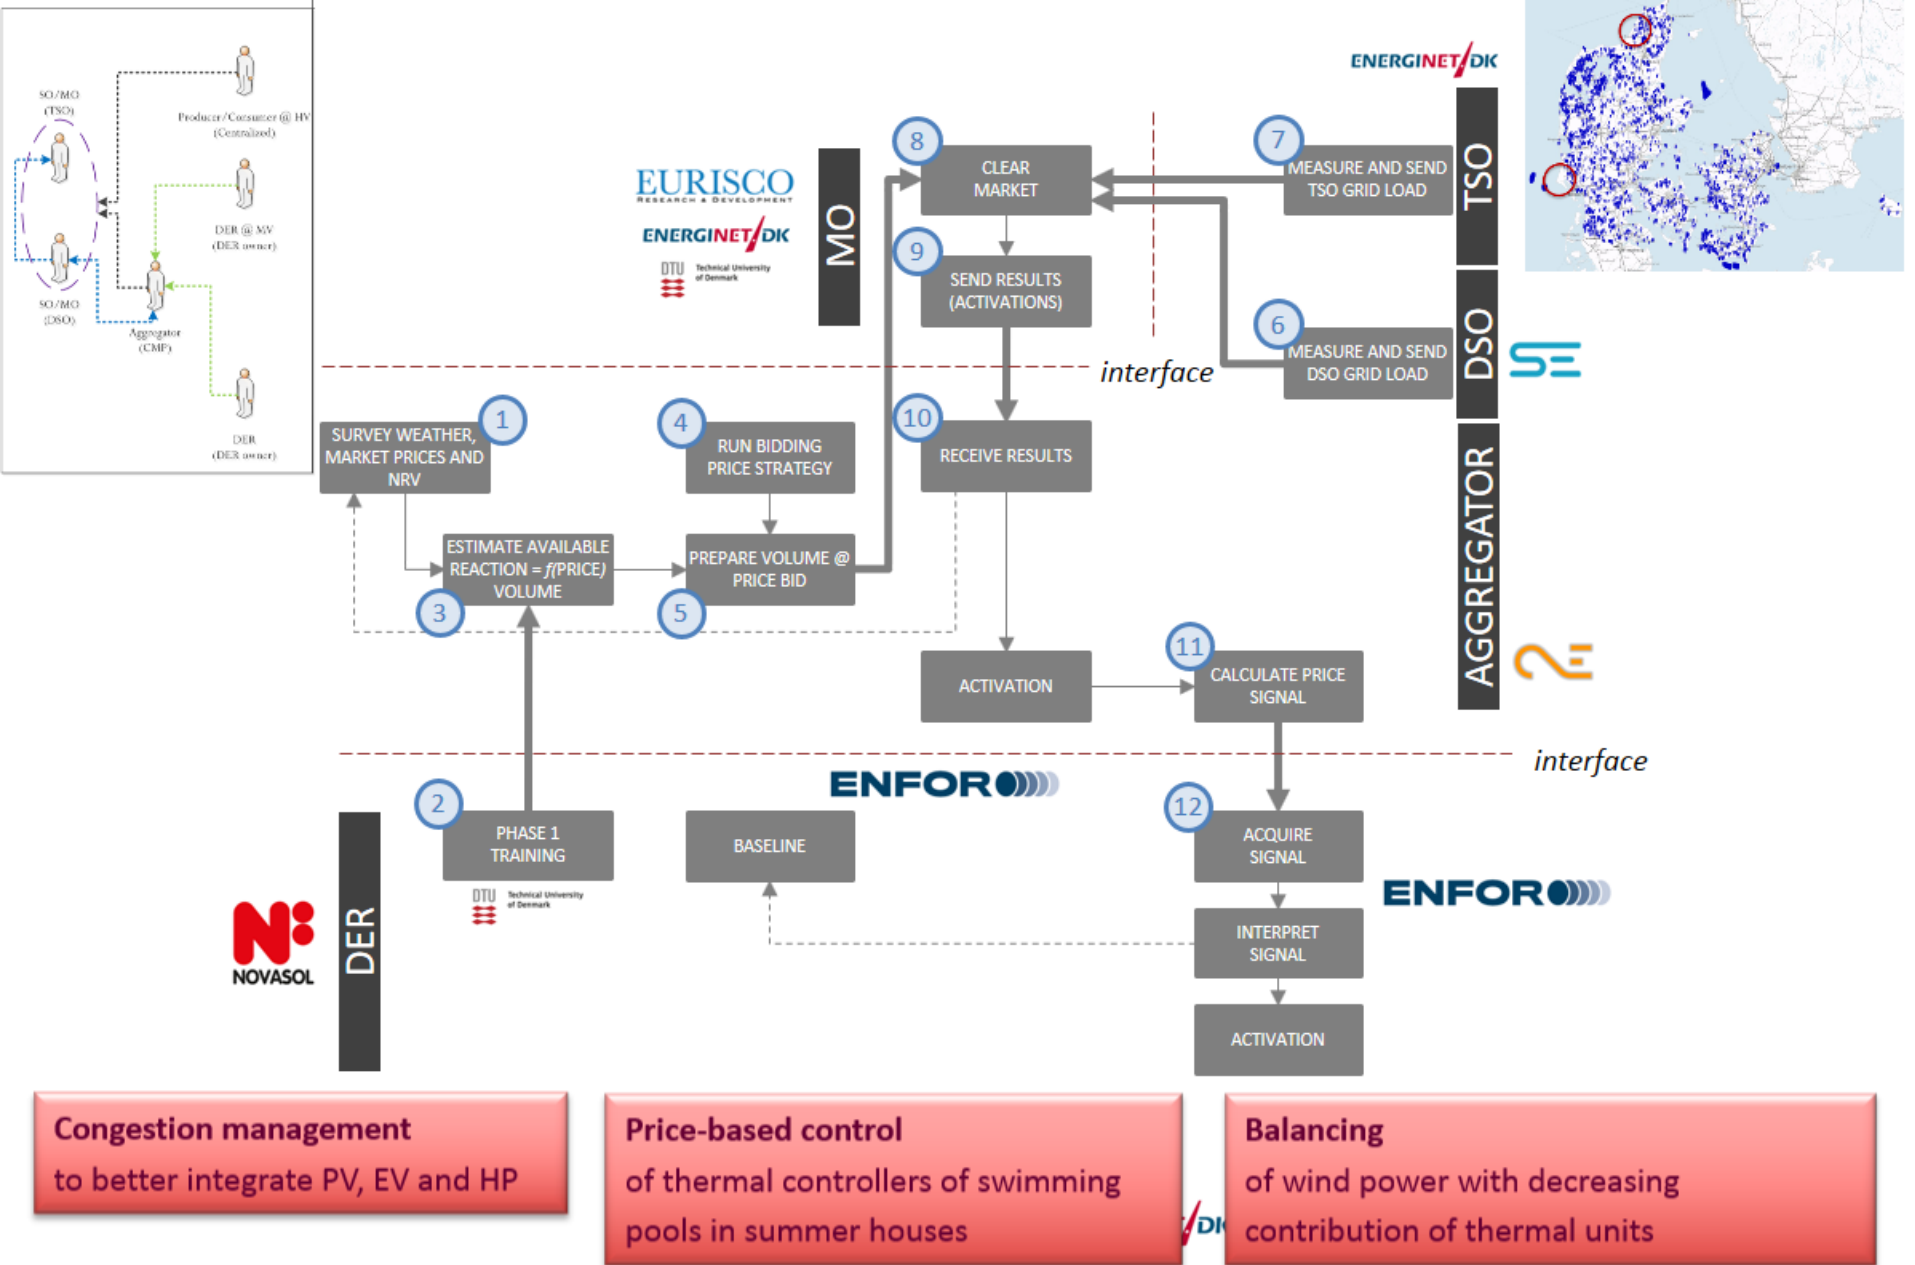 SO/MO
(TSO)
Producer/Consumer @ HV
(Centralized)
DER @ MV
(DER owner)
SO/MO
(DSO)
Aggregator
(CMP)
DER
(DER owner)
EURISCO
RESEARCH & DEVELOPMENT
ENERGINET/DK
DTU
Technical University
of Denmark
MO
8
CLEAR
MARKET
9
SEND RESULTS
(ACTIVATIONS)
ENERGINET/DK
7
MEASURE AND SEND
TSO GRID LOAD
TSO
6
MEASURE AND SEND
DSO GRID LOAD
DSO
SE
interface
1
SURVEY WEATHER,
MARKET PRICES AND
NRV
4
RUN BIDDING
PRICE STRATEGY
10
RECEIVE RESULTS
ESTIMATE AVAILABLE
REACTION = f(PRICE)
VOLUME
3
PREPARE VOLUME @
PRICE BID
5
ACTIVATION
11
CALCULATE PRICE
SIGNAL
AGGREGATOR
2E
interface
ENFOR
2
PHASE 1
TRAINING
DTU
Technical University
of Denmark
BASELINE
12
ACQUIRE
SIGNAL
ENFOR
INTERPRET
SIGNAL
ACTIVATION
N
NOVASOL
DER
Congestion management
to better integrate PV, EV and HP
Price-based control
of thermal controllers of swimming
pools in summer houses
/DK
Balancing
of wind power with decreasing
contribution of thermal units